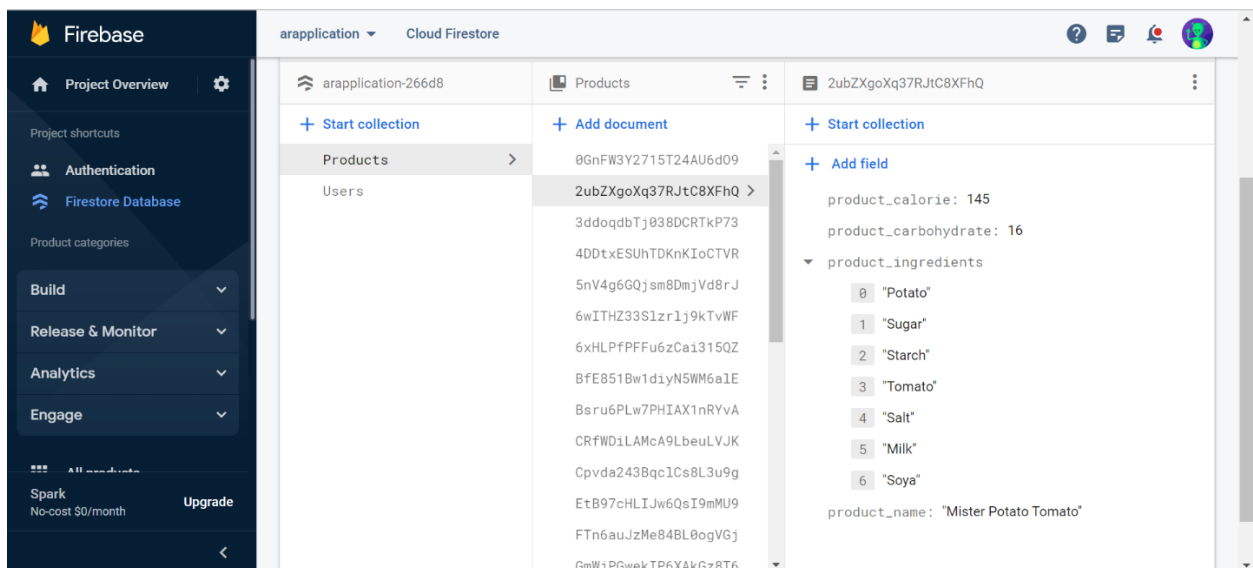 Firebase
Project Overview
Project shortcuts
Authentication
Firestore Database
Product categories
Build
Release & Monitor
Analytics
Engage
All products
Spark
No-cost $0/month
Upgrade
arapplication
Cloud Firestore
arapplication-266d8
Start collection
Products
Users
Products
Add document
0GnFW3Y2715T24AU6dO9
2ubZXgoXq37RJtC8XFhQ
3ddoqdbTj038DCRTkP73
4DDtxESUhTDKnKIoCTVR
5nV4g6GQjsm8DmjVd8rJ
6wITHZ33Slzrlj9kTvWF
6xHLPfPFFu6zCai315QZ
BfE851Bw1diyN5WM6alE
Bsru6PLw7PHIAX1nRYvA
CRfWDiLAMcA9LbeuLVJK
Cpvda243BqclCs8L3u9g
EtB97cHLIJw6QsI9mMU9
FTn6auJzMe84BL0ogVGj
GmWjPGwekTP6XAkGz8T6
2ubZXgoXq37RJtC8XFhQ
Start collection
Add field
product_calorie: 145
product_carbohydrate: 16
product_ingredients
0 "Potato"
1 "Sugar"
2 "Starch"
3 "Tomato"
4 "Salt"
5 "Milk"
6 "Soya"
product_name: "Mister Potato Tomato"